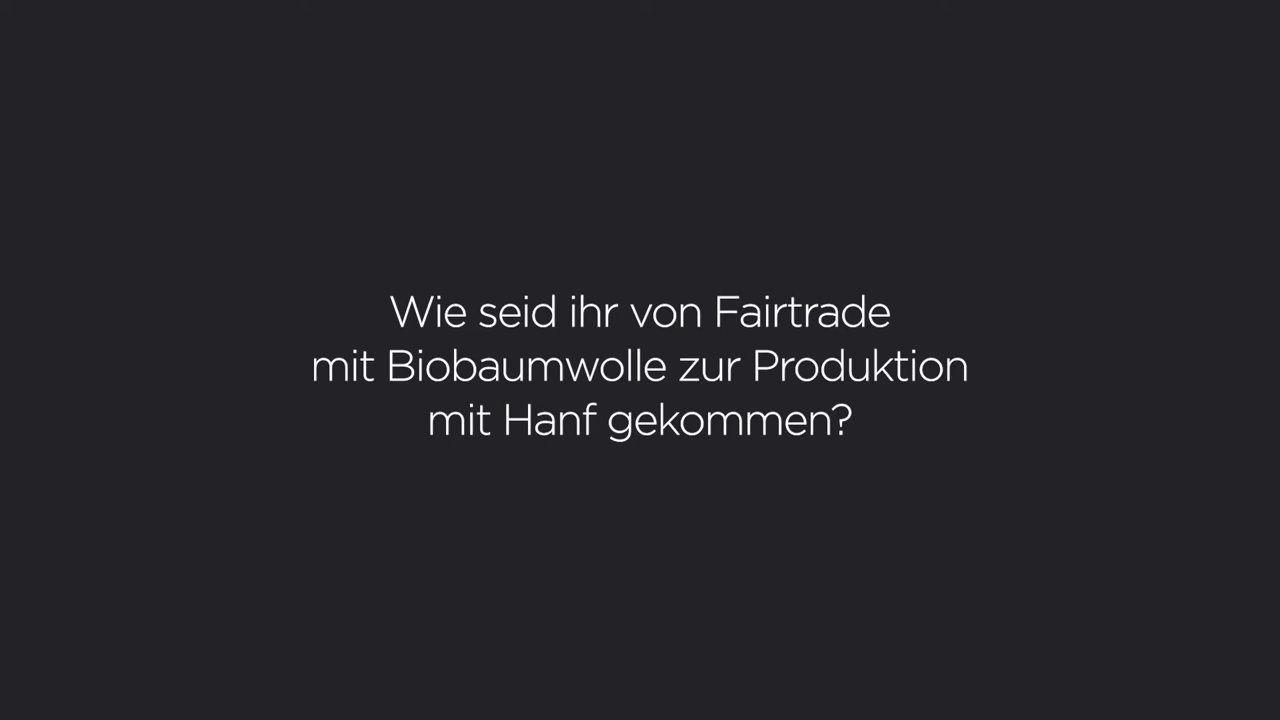 Wie seid ihr von Fairtrade
mit Biobaumwolle zur Produktion
mit Hanf gekommen?